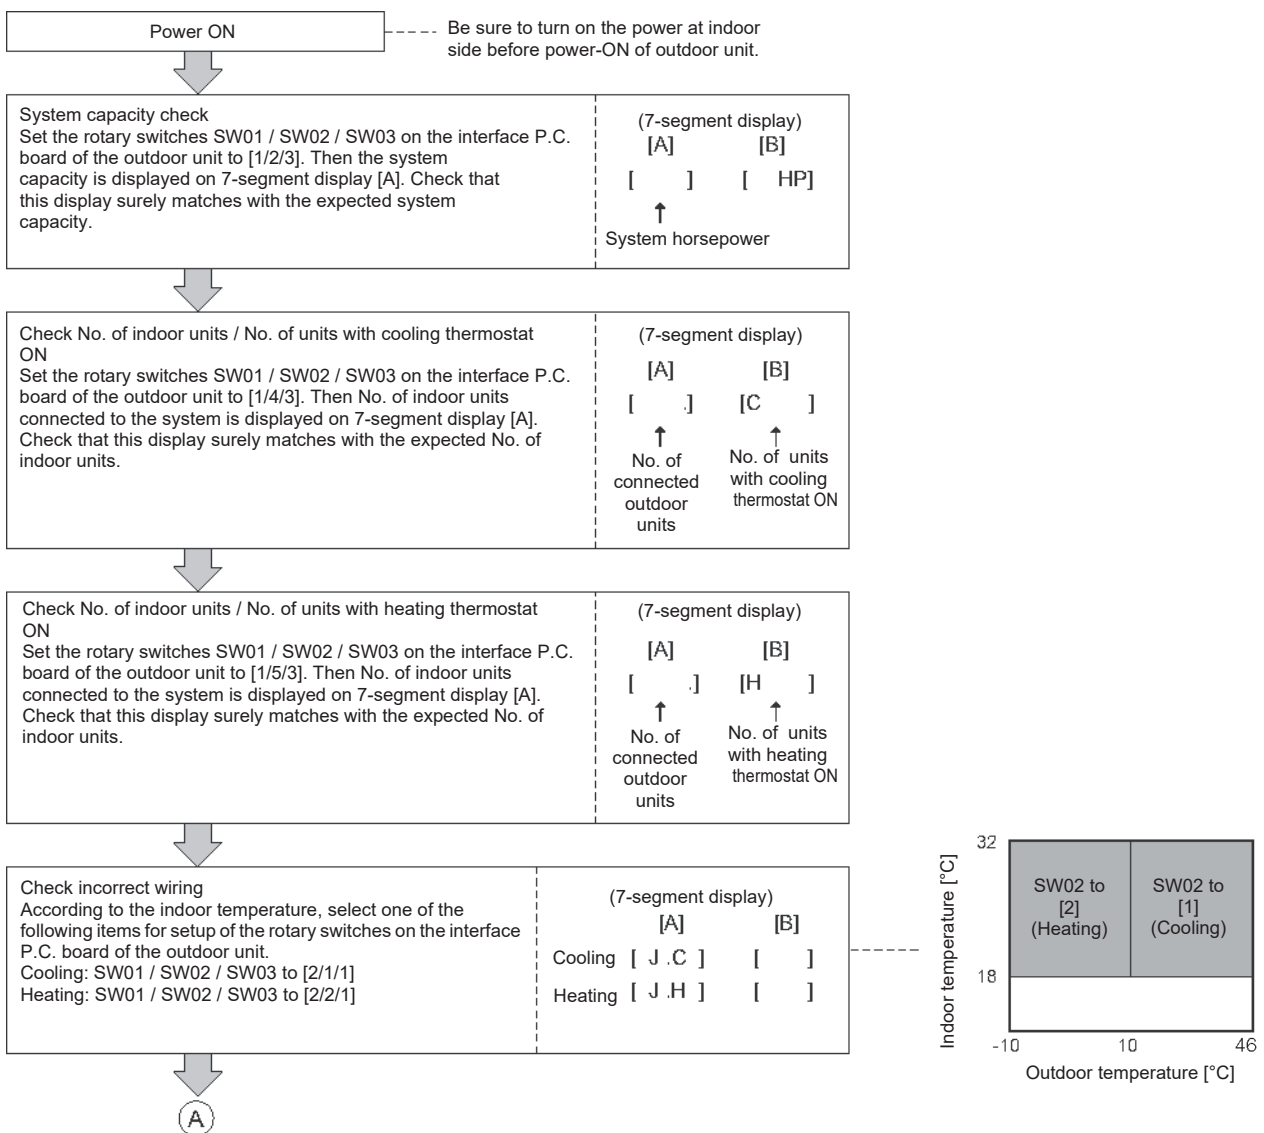 Power ON
Be sure to turn on the power at indoor
side before power-ON of outdoor unit.
System capacity check
Set the rotary switches SW01 / SW02 / SW03 on the interface P.C.
board of the outdoor unit to [1/2/3]. Then the system
capacity is displayed on 7-segment display [A]. Check that
this display surely matches with the expected system
capacity.
(7-segment display)
[A] [B]
[ ] [ HP]
System horsepower
Check No. of indoor units / No. of units with cooling thermostat
ON
Set the rotary switches SW01 / SW02 / SW03 on the interface P.C.
board of the outdoor unit to [1/4/3]. Then No. of indoor units
connected to the system is displayed on 7-segment display [A].
Check that this display surely matches with the expected No. of
indoor units.
(7-segment display)
[A] [B]
[ .] [C ]
No. of
connected
outdoor
units
No. of units
with cooling
thermostat ON
Check No. of indoor units / No. of units with heating thermostat
ON
Set the rotary switches SW01 / SW02 / SW03 on the interface P.C.
board of the outdoor unit to [1/5/3]. Then No. of indoor units
connected to the system is displayed on 7-segment display [A].
Check that this display surely matches with the expected No. of
indoor units.
(7-segment display)
[A] [B]
[ .] [H ]
No. of
connected
outdoor
units
No. of units
with heating
thermostat ON
Check incorrect wiring
According to the indoor temperature, select one of the
following items for setup of the rotary switches on the interface
P.C. board of the outdoor unit.
Cooling: SW01 / SW02 / SW03 to [2/1/1]
Heating: SW01 / SW02 / SW03 to [2/2/1]
(7-segment display)
[A] [B]
Cooling [ J .C ] [ ]
Heating [ J .H ] [ ]
A
Indoor temperature [°C]
32
18
SW02 to
[2]
(Heating)
SW02 to
[1]
(Cooling)
-10 10 46
Outdoor temperature [°C]